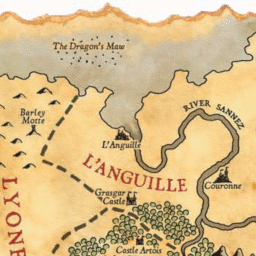 The Dragon's Maw
Barley
Motte
RIVER SANNEZ
L'Anguille
L'ANGUILLE
Couronne
Grasgar
Castle
LYONE
Castle Artois